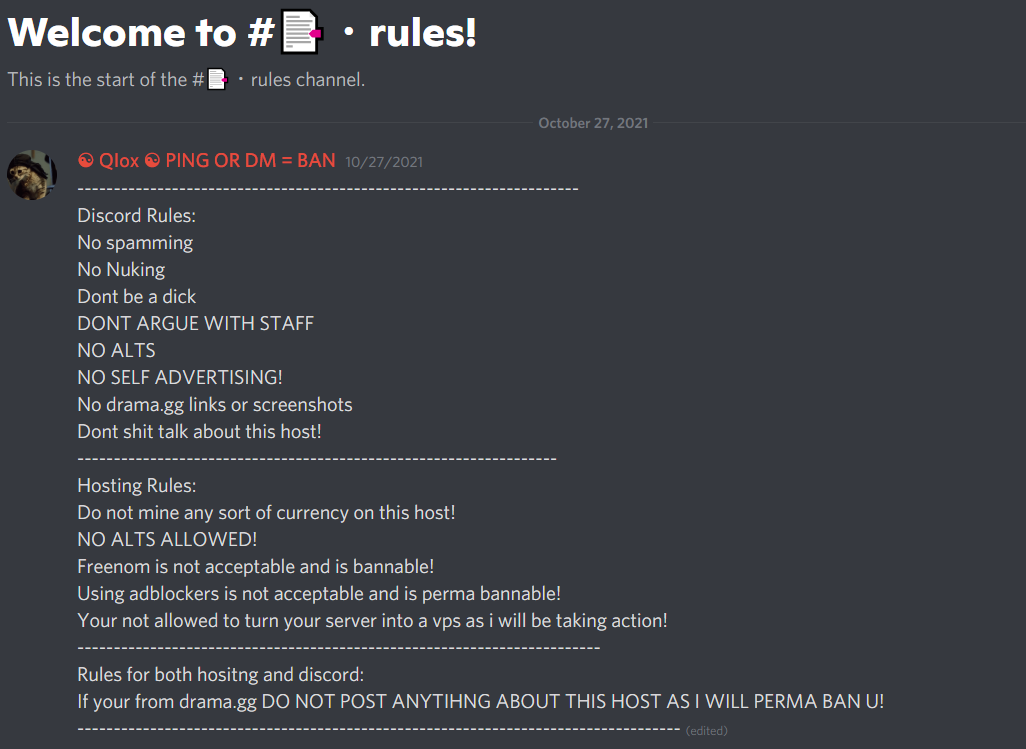 Welcome to #📑・rules!
This is the start of the #📑・rules channel.
October 27, 2021
☯ Qlox ☯ PING OR DM = BAN 10/27/2021
---------------------------------------------------------------------
Discord Rules:
No spamming
No Nuking
Dont be a dick
DONT ARGUE WITH STAFF
NO ALTS
NO SELF ADVERTISING!
No drama.gg links or screenshots
Dont shit talk about this host!
------------------------------------------------------------------
Hosting Rules:
Do not mine any sort of currency on this host!
NO ALTS ALLOWED!
Freenom is not acceptable and is bannable!
Using adblockers is not acceptable and is perma bannable!
Your not allowed to turn your server into a vps as i will be taking action!
------------------------------------------------------------------------
Rules for both hositng and discord:
If your from drama.gg DO NOT POST ANYTIHNG ABOUT THIS HOST AS I WILL PERMA BAN U!
----------------------------------------------------------------------------------- (edited)